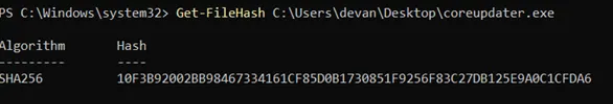 PS C:\Windows\system32> Get-FileHash C:\Users\devan\Desktop\coreupdater.exe
Algorithm Hash
--------- ----
SHA256 10F3B92002BB98467334161CF85D0B1730851F9256F83C27DB125E9A0C1CFDA6